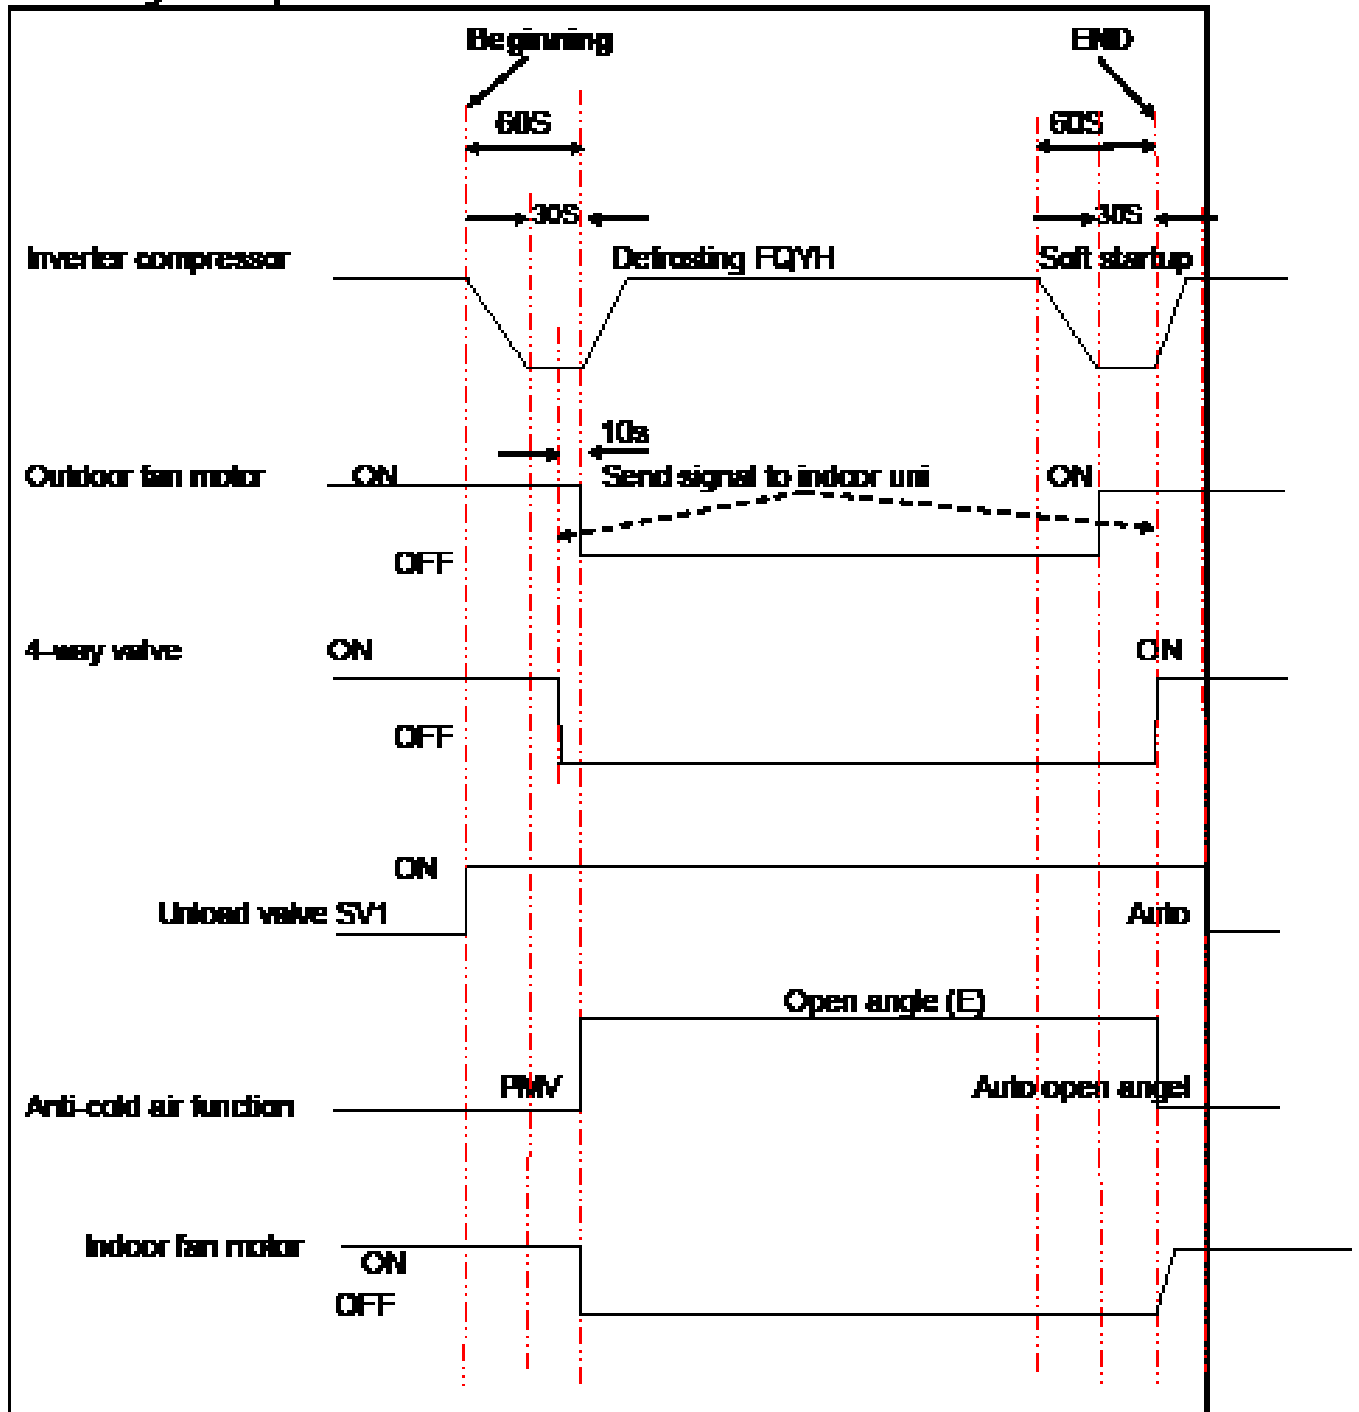 Beginning END
60S 60S
30S 30S
Inverter compressor Defrosting FQYH Soft startup
10s
Outdoor fan motor ON Send signal to indoor uni ON
OFF
4-way valve ON ON
OFF
ON
Unload valve SV1 Auto
Open angle (E)
PMV Auto open angel
Anti-cold air function
Indoor fan motor
ON
OFF